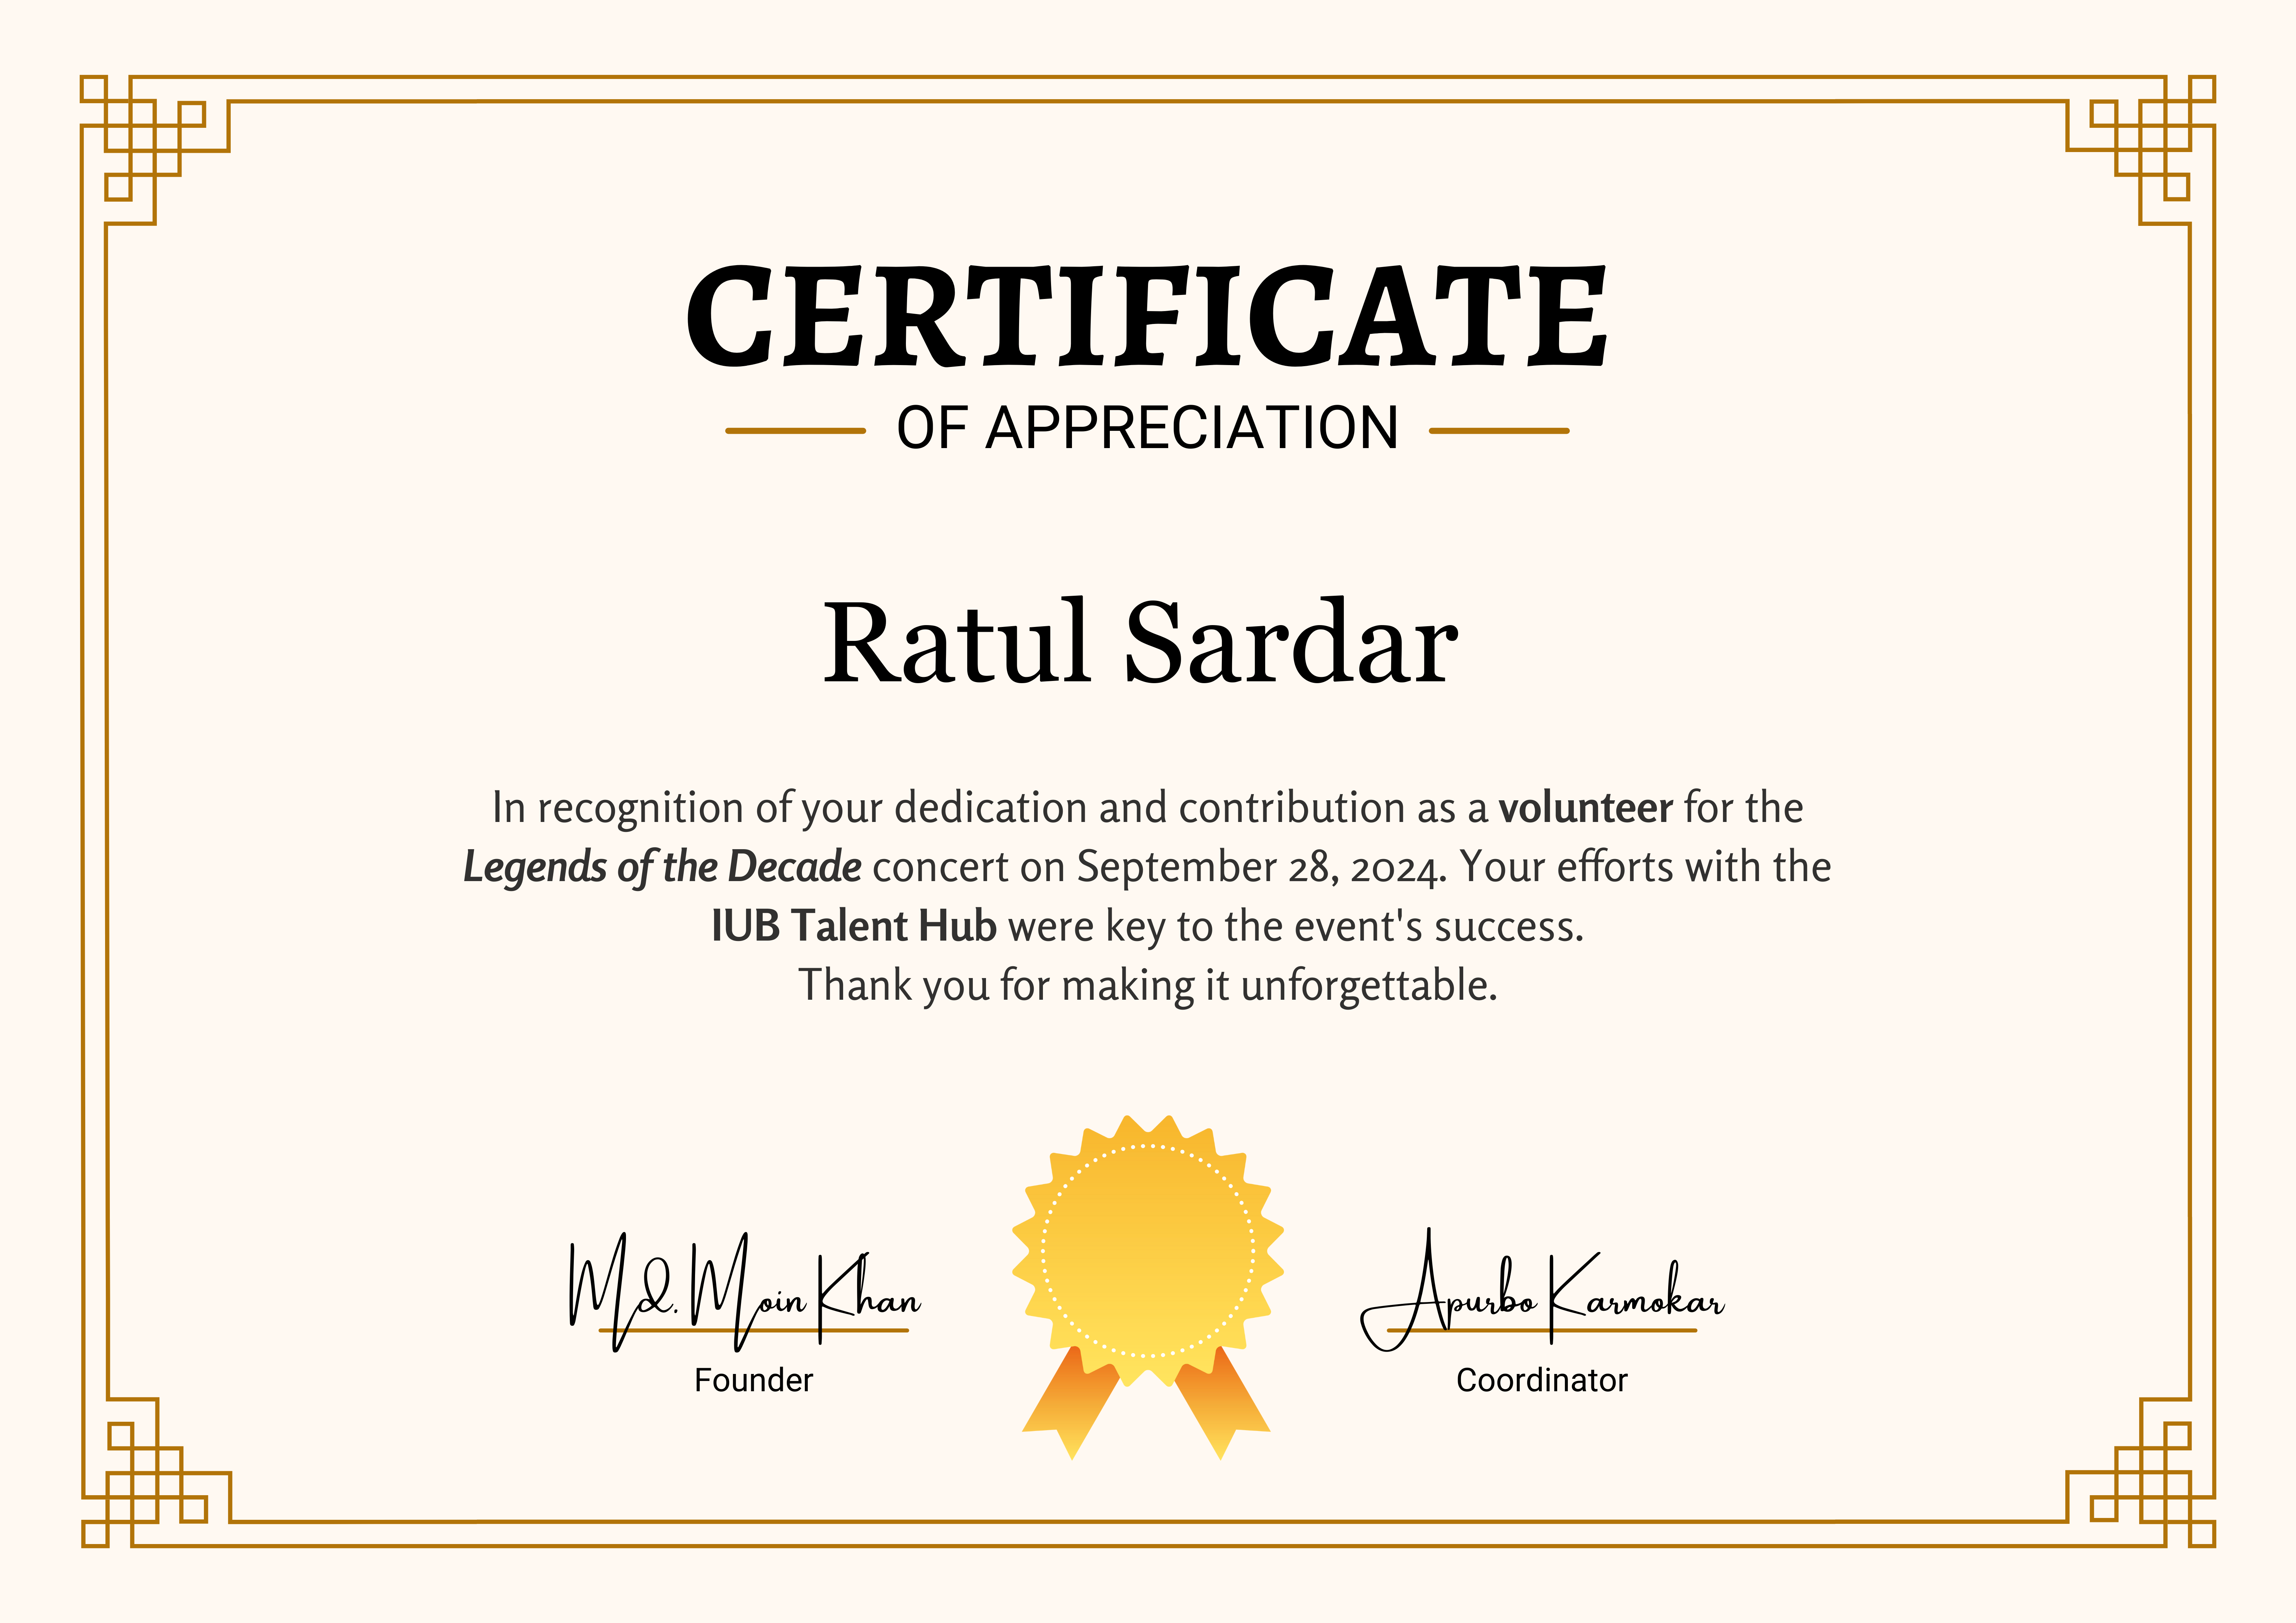 CERTIFICATE
OF APPRECIATION
Ratul Sardar
In recognition of your dedication and contribution as a volunteer for the
Legends of the Decade concert on September 28, 2024. Your efforts with the
IUB Talent Hub were key to the event's success.
Thank you for making it unforgettable.
Md. Moin Khan
Founder
Apurbo Karmokar
Coordinator